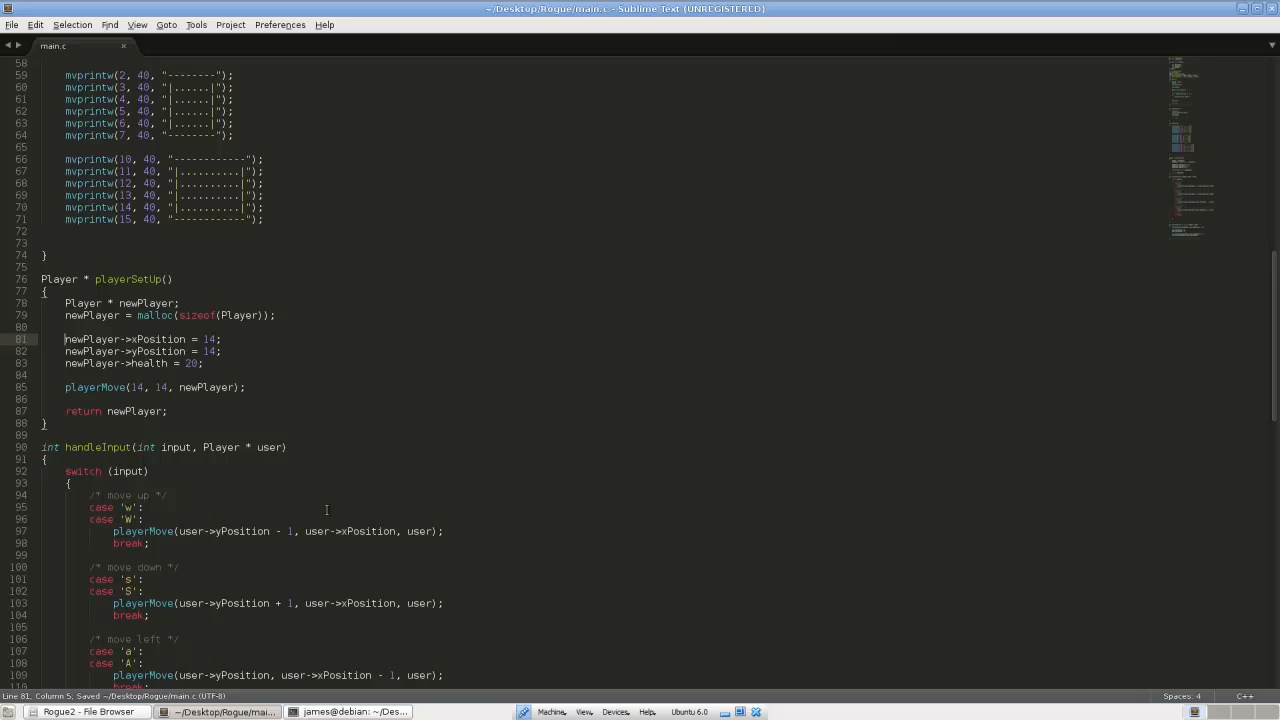 ~/Desktop/Rogue/main.c - Sublime Text (UNREGISTERED)
File Edit Selection Find View Goto Tools Project Preferences Help
main.c ×
58
59 mvprintw(2, 40, "--------");
60 mvprintw(3, 40, "|......|");
61 mvprintw(4, 40, "|......|");
62 mvprintw(5, 40, "|......|");
63 mvprintw(6, 40, "|......|");
64 mvprintw(7, 40, "--------");
65
66 mvprintw(10, 40, "------------");
67 mvprintw(11, 40, "|..........|");
68 mvprintw(12, 40, "|..........|");
69 mvprintw(13, 40, "|..........|");
70 mvprintw(14, 40, "|..........|");
71 mvprintw(15, 40, "------------");
72
73
74 }
75
76 Player * playerSetUp()
77 {
78 Player * newPlayer;
79 newPlayer = malloc(sizeof(Player));
80
81 newPlayer->xPosition = 14;
82 newPlayer->yPosition = 14;
83 newPlayer->health = 20;
84
85 playerMove(14, 14, newPlayer);
86
87 return newPlayer;
88 }
89
90 int handleInput(int input, Player * user)
91 {
92 switch (input)
93 {
94 /* move up */
95 case 'w':
96 case 'W':
97 playerMove(user->yPosition - 1, user->xPosition, user);
98 break;
99
100 /* move down */
101 case 's':
102 case 'S':
103 playerMove(user->yPosition + 1, user->xPosition, user);
104 break;
105
106 /* move left */
107 case 'a':
108 case 'A':
109 playerMove(user->yPosition, user->xPosition - 1, user);
110 break;
Line 81, Column 5; Saved ~/Desktop/Rogue/main.c (UTF-8) Spaces: 4 C++
Rogue2 - File Browser ~/Desktop/Rogue/mai... james@debian: ~/Des... Machine, View, Devices, Help, Ubuntu 6.0